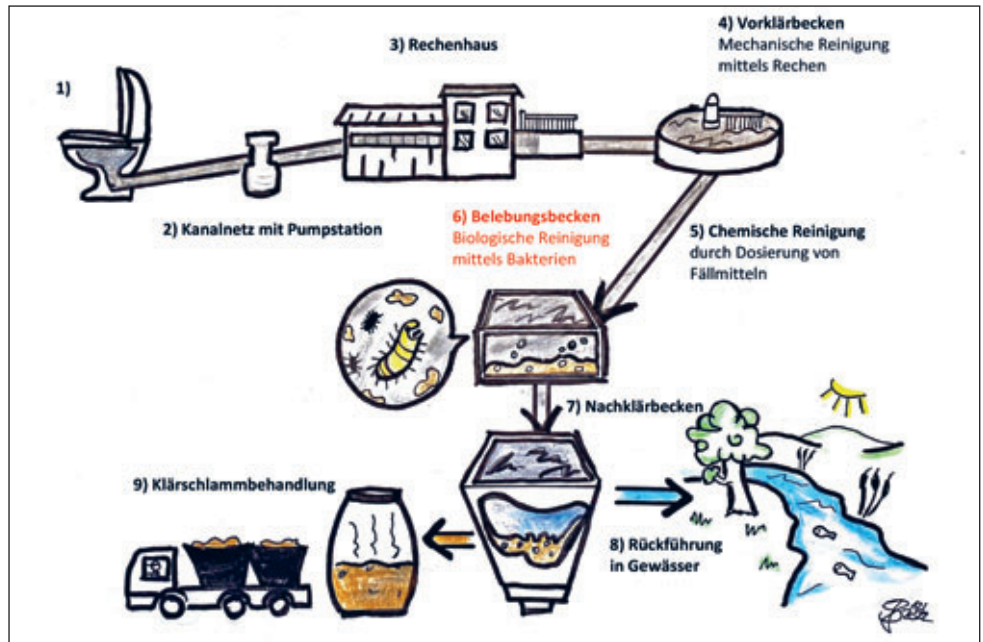 1)
2) Kanalnetz mit Pumpstation
3) Rechenhaus
4) Vorklärbecken
Mechanische Reinigung
mittels Rechen
5) Chemische Reinigung
durch Dosierung von
Fällmitteln
6) Belebungsbecken
Biologische Reinigung
mittels Bakterien
7) Nachklärbecken
8) Rückführung
in Gewässer
9) Klärschlammbehandlung